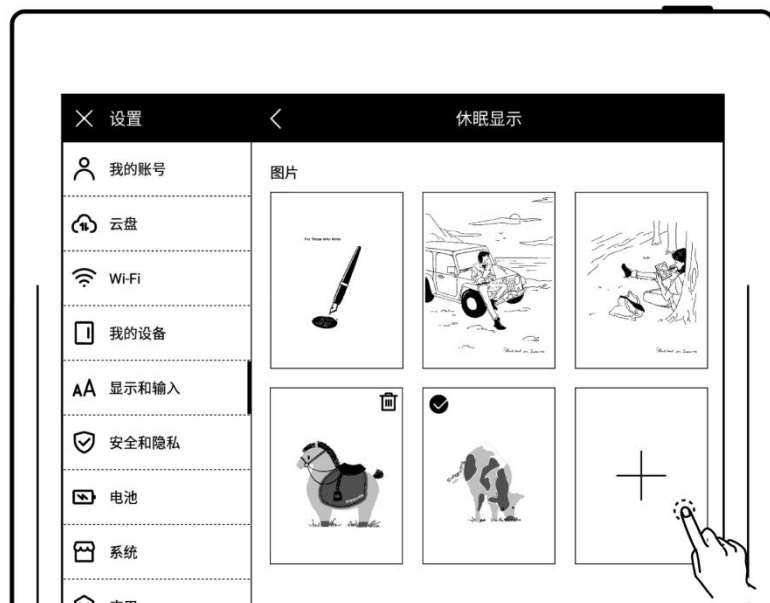 设置
休眠显示
我的账号
云盘
Wi-Fi
我的设备
显示和输入
安全和隐私
电池
系统
图片
For Those Who Write